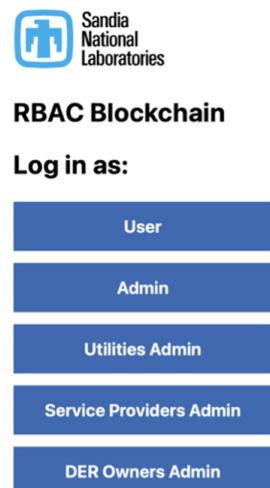 Sandia
National
Laboratories
RBAC Blockchain
Log in as:
User
Admin
Utilities Admin
Service Providers Admin
DER Owners Admin